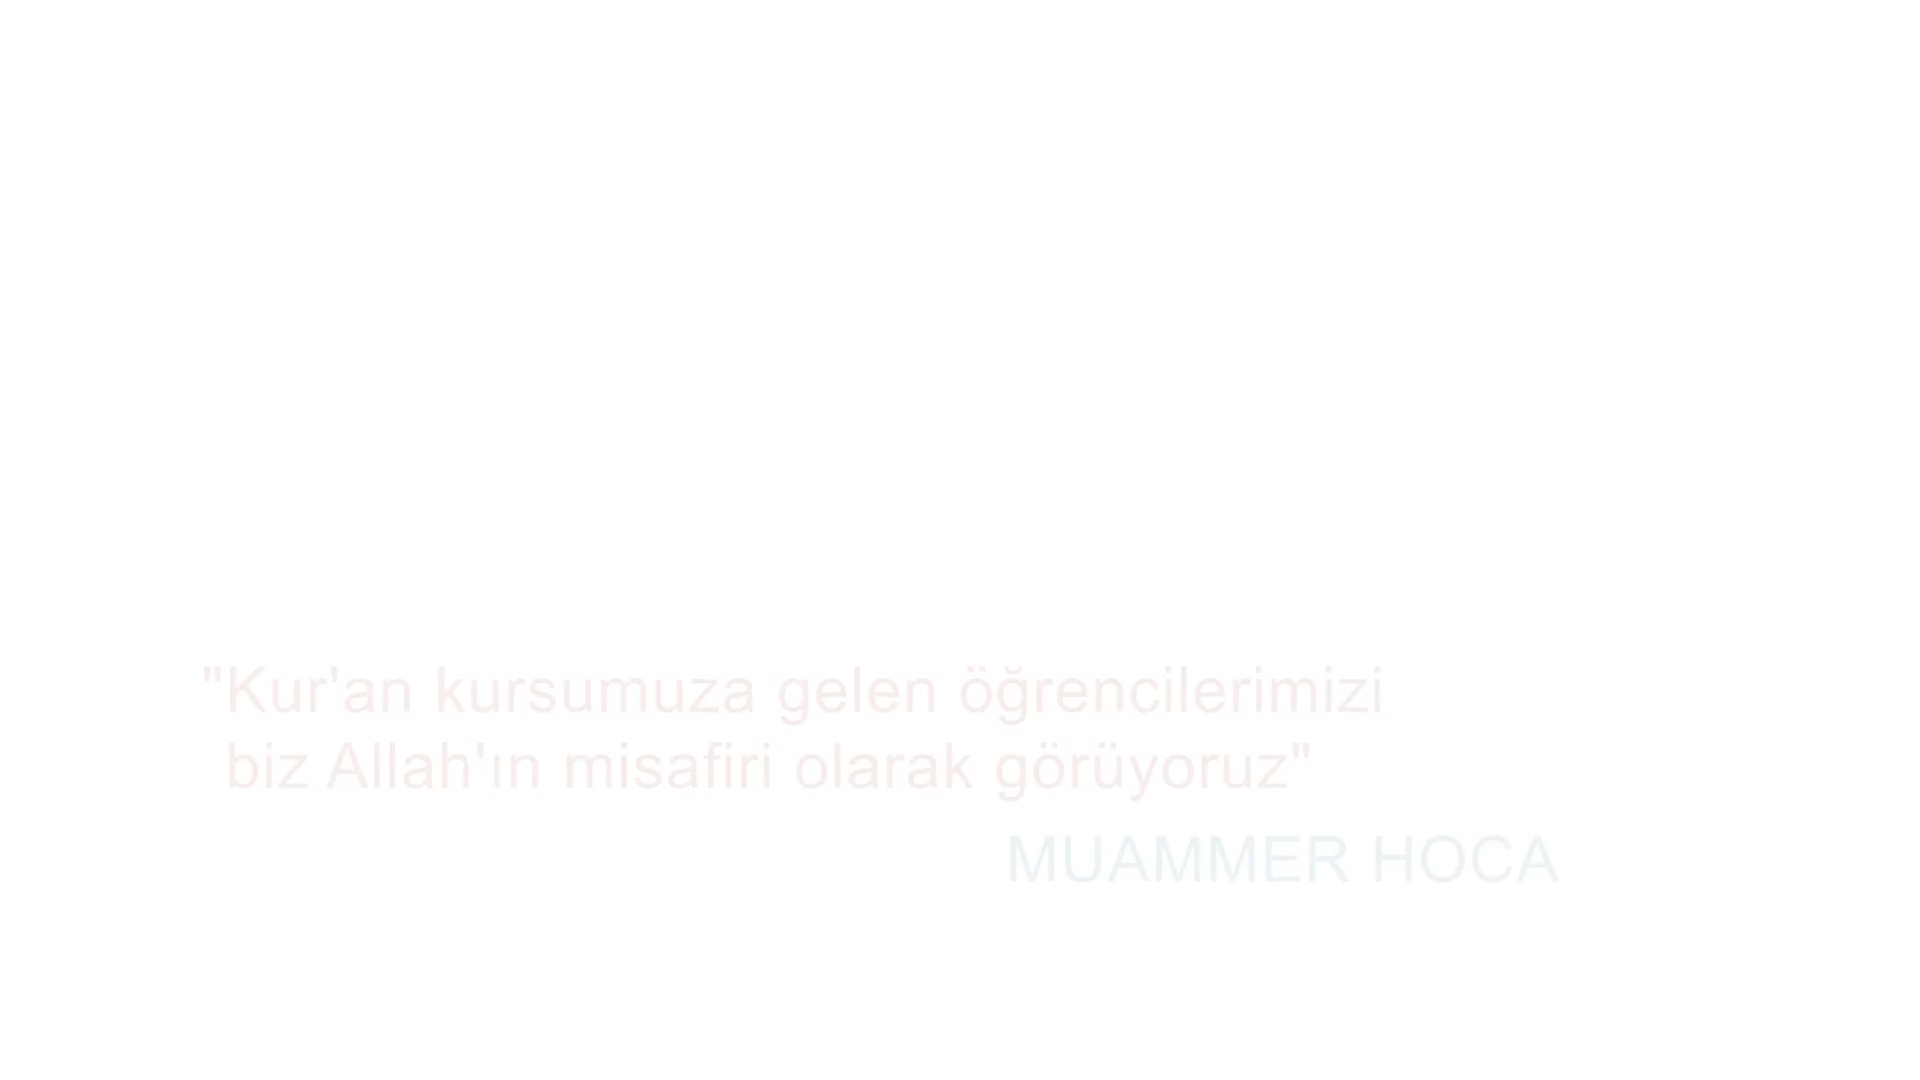 "Kur'an kursumuza gelen öğrencilerimizi
biz Allah'ın misafiri olarak görüyoruz"
MUAMMER HOCA